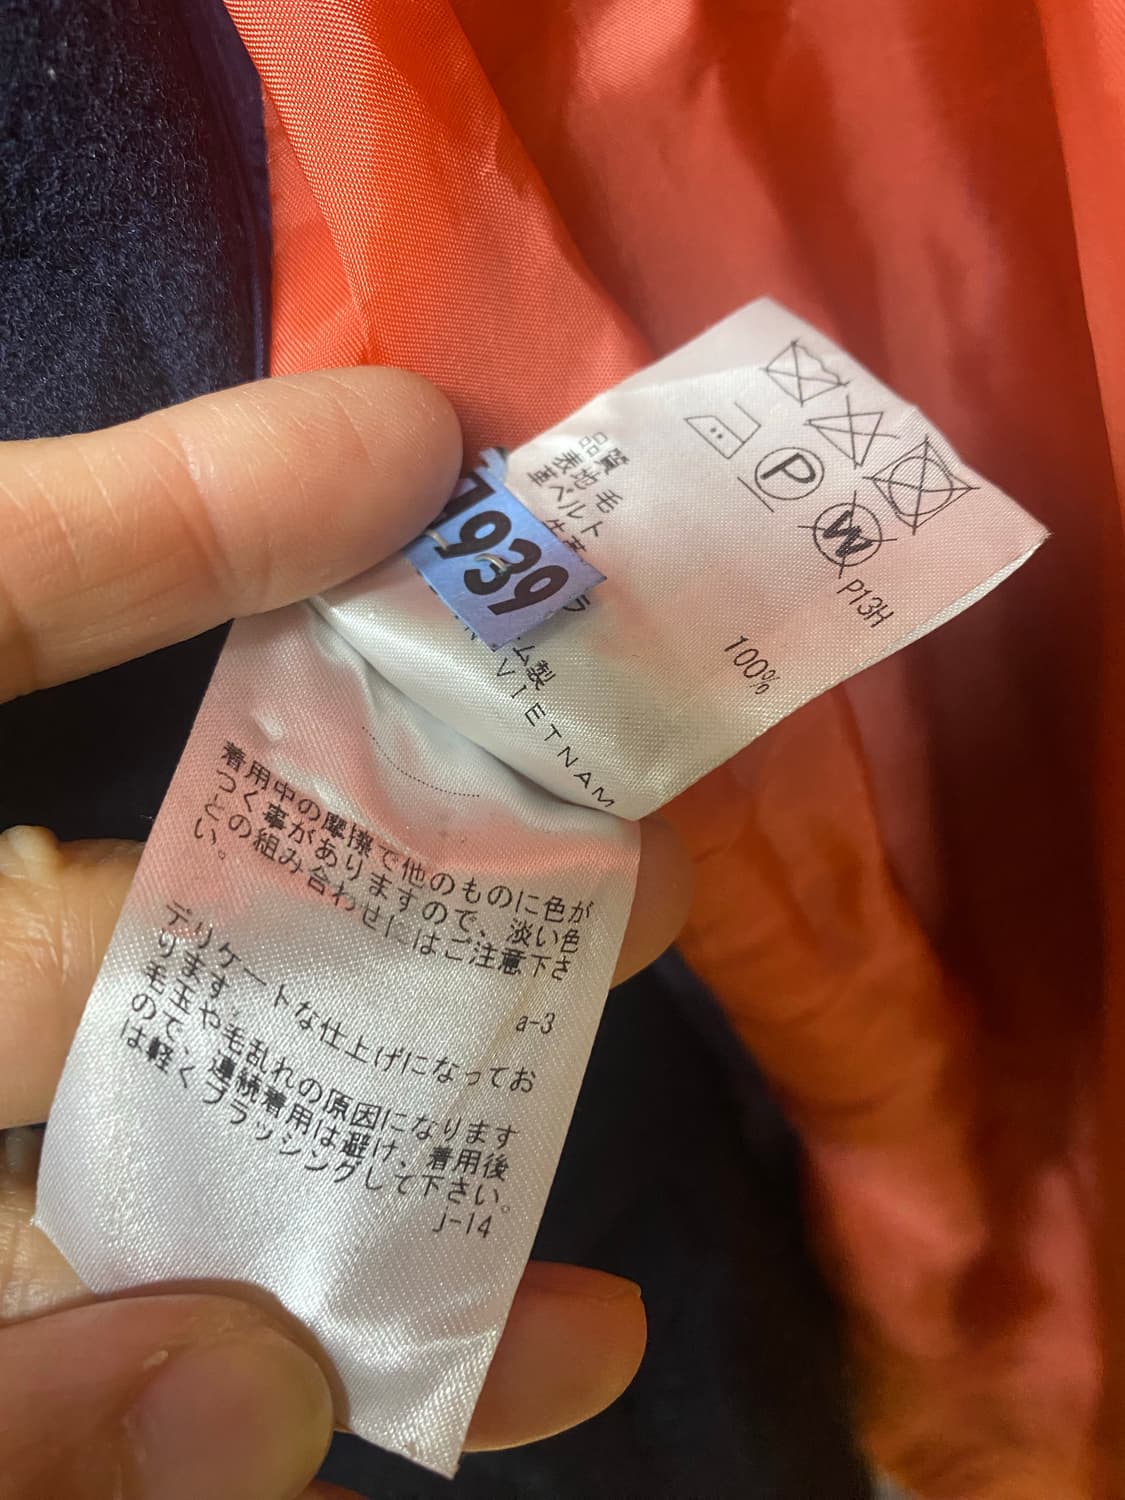 P
W
P13H
品質
表地 毛
100%
革ベルト
牛革
ム製
VIETNAM
1939
着用中の摩擦で他のものに色が
つく事がありますので、淡い色
との組み合わせにはご注意下さ
い。
a-3
デリケートな仕上げになってお
ります。
毛玉や毛乱れの原因になります
ので、連続着用は避け、着用後
は軽くブラッシングして下さい。
J-14